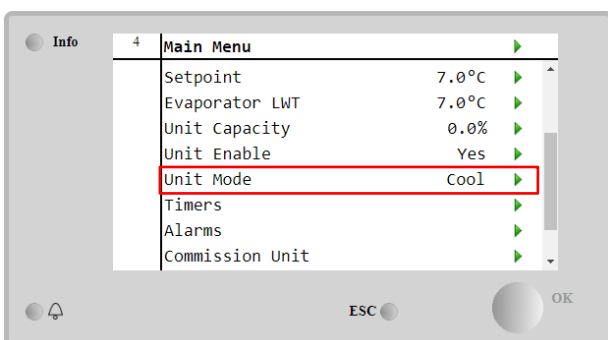 Info
4 Main Menu
Setpoint 7.0°C
Evaporator LWT 7.0°C
Unit Capacity 0.0%
Unit Enable Yes
Unit Mode Cool
Timers
Alarms
Commission Unit
ESC
OK